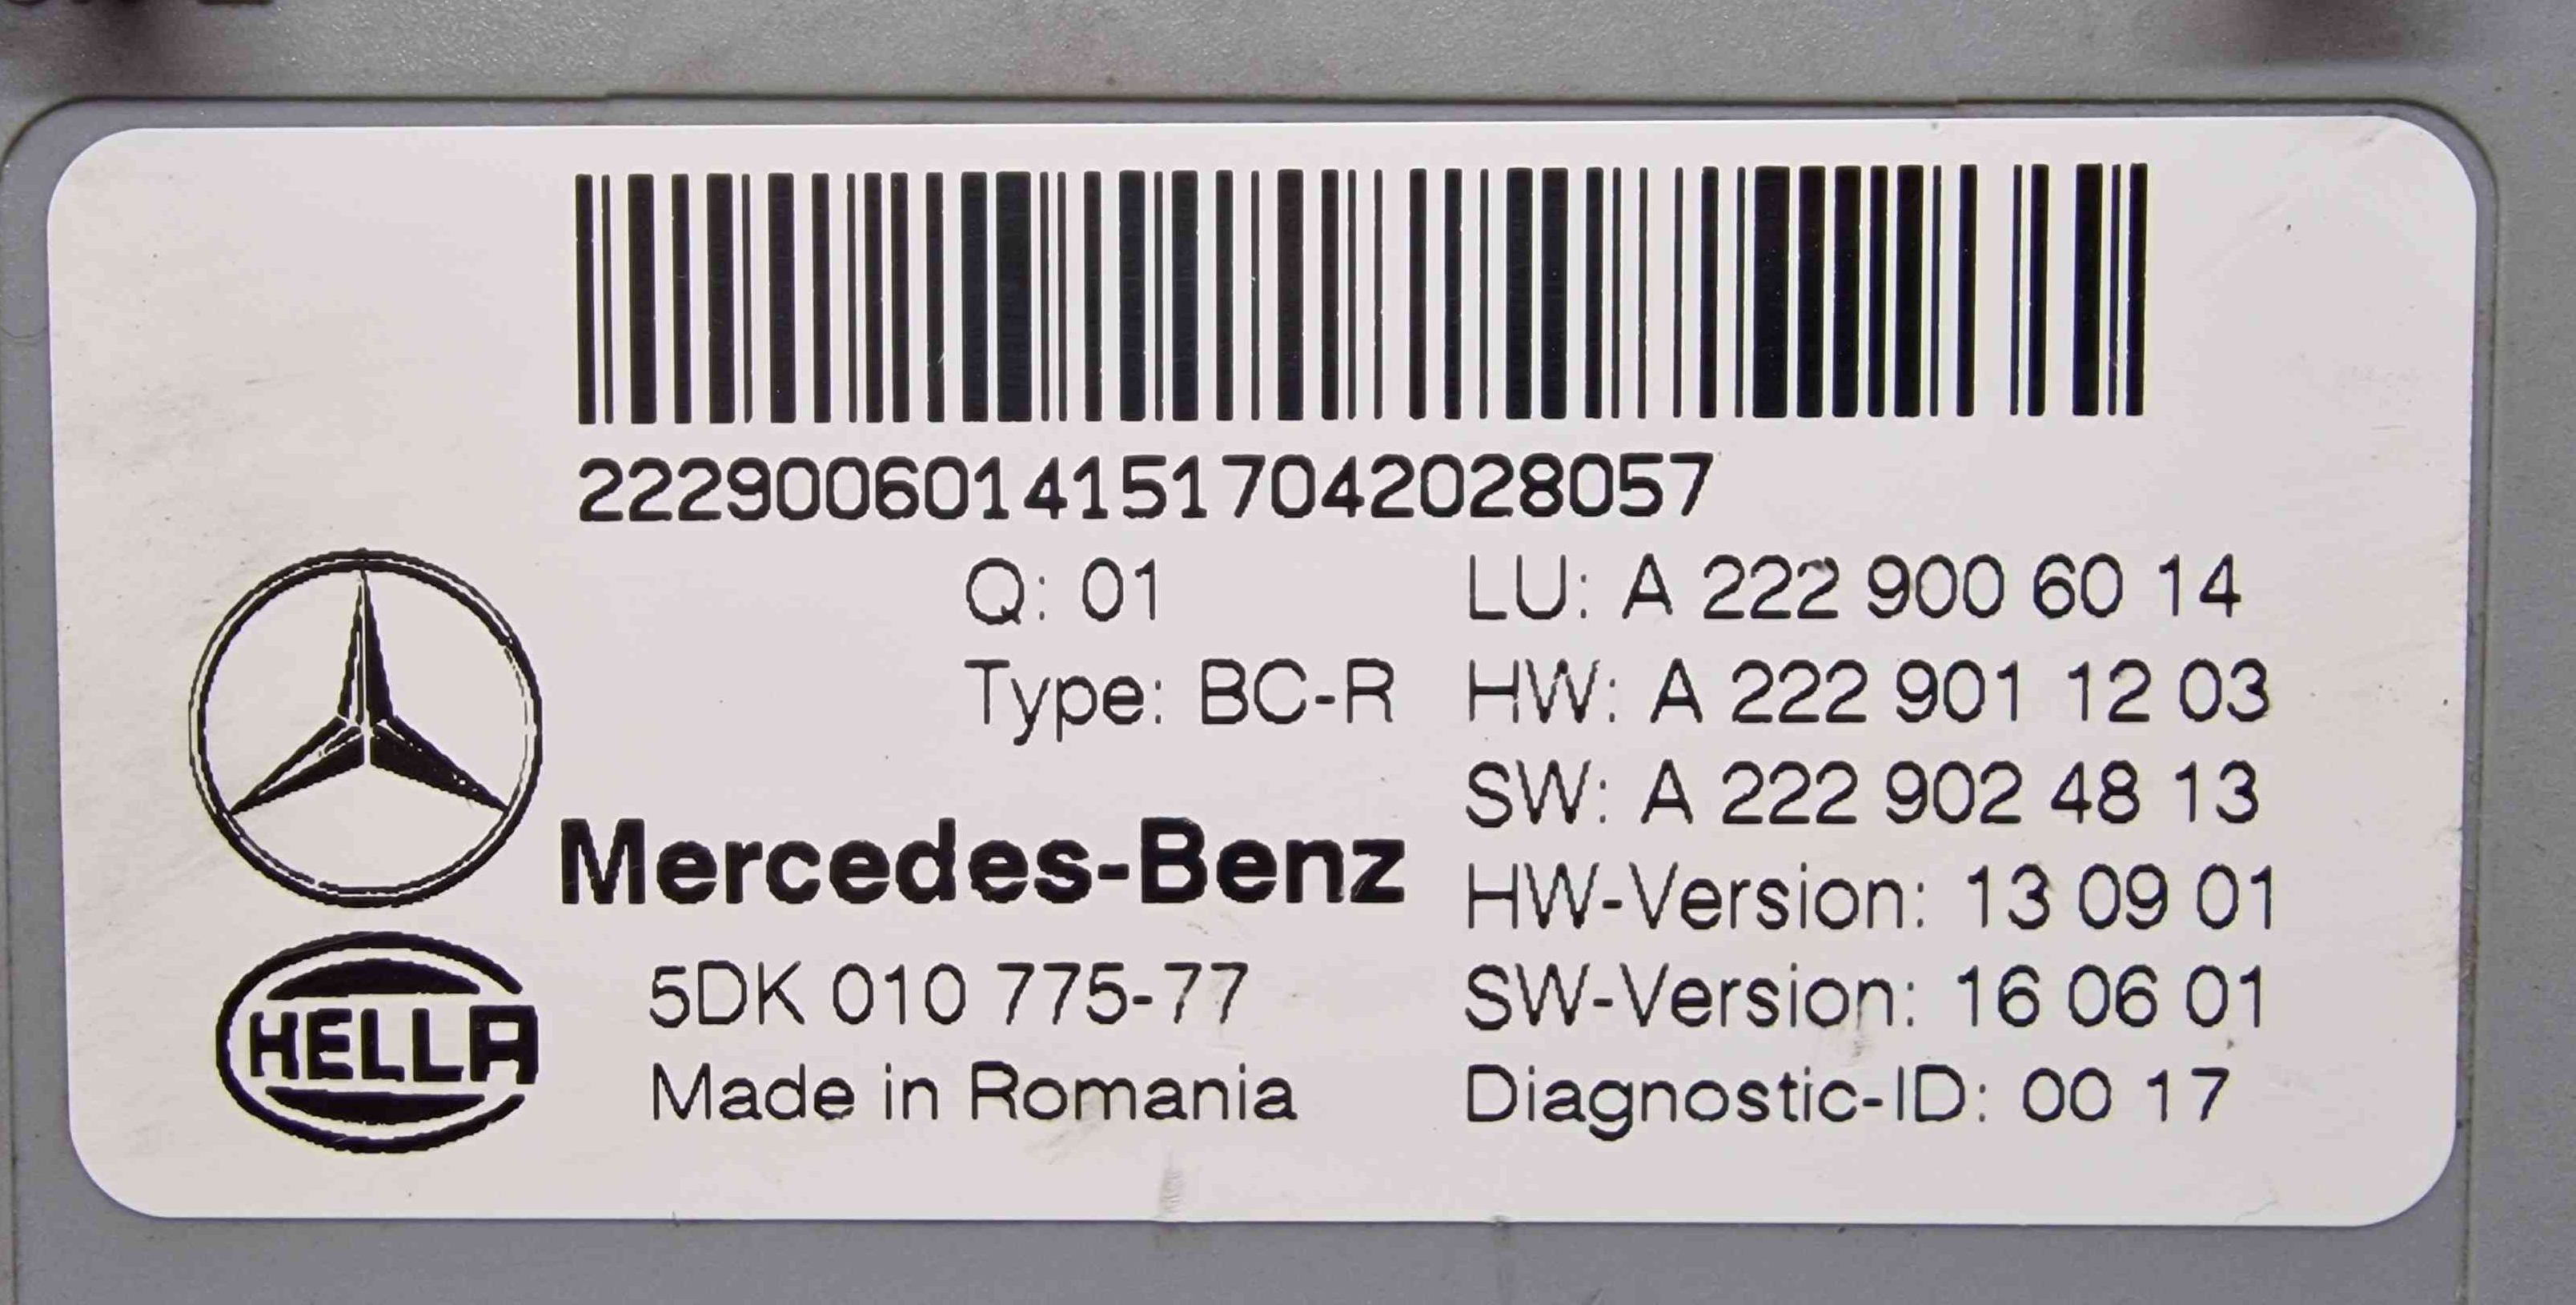 22290060141517042028057
Q: 01
LU: A 222 900 60 14
Type: BC-R
HW: A 222 901 12 03
SW: A 222 902 48 13
Mercedes-Benz
HW-Version: 13 09 01
HELLA
5DK 010 775-77
SW-Version: 16 06 01
Made in Romania
Diagnostic-ID: 00 17